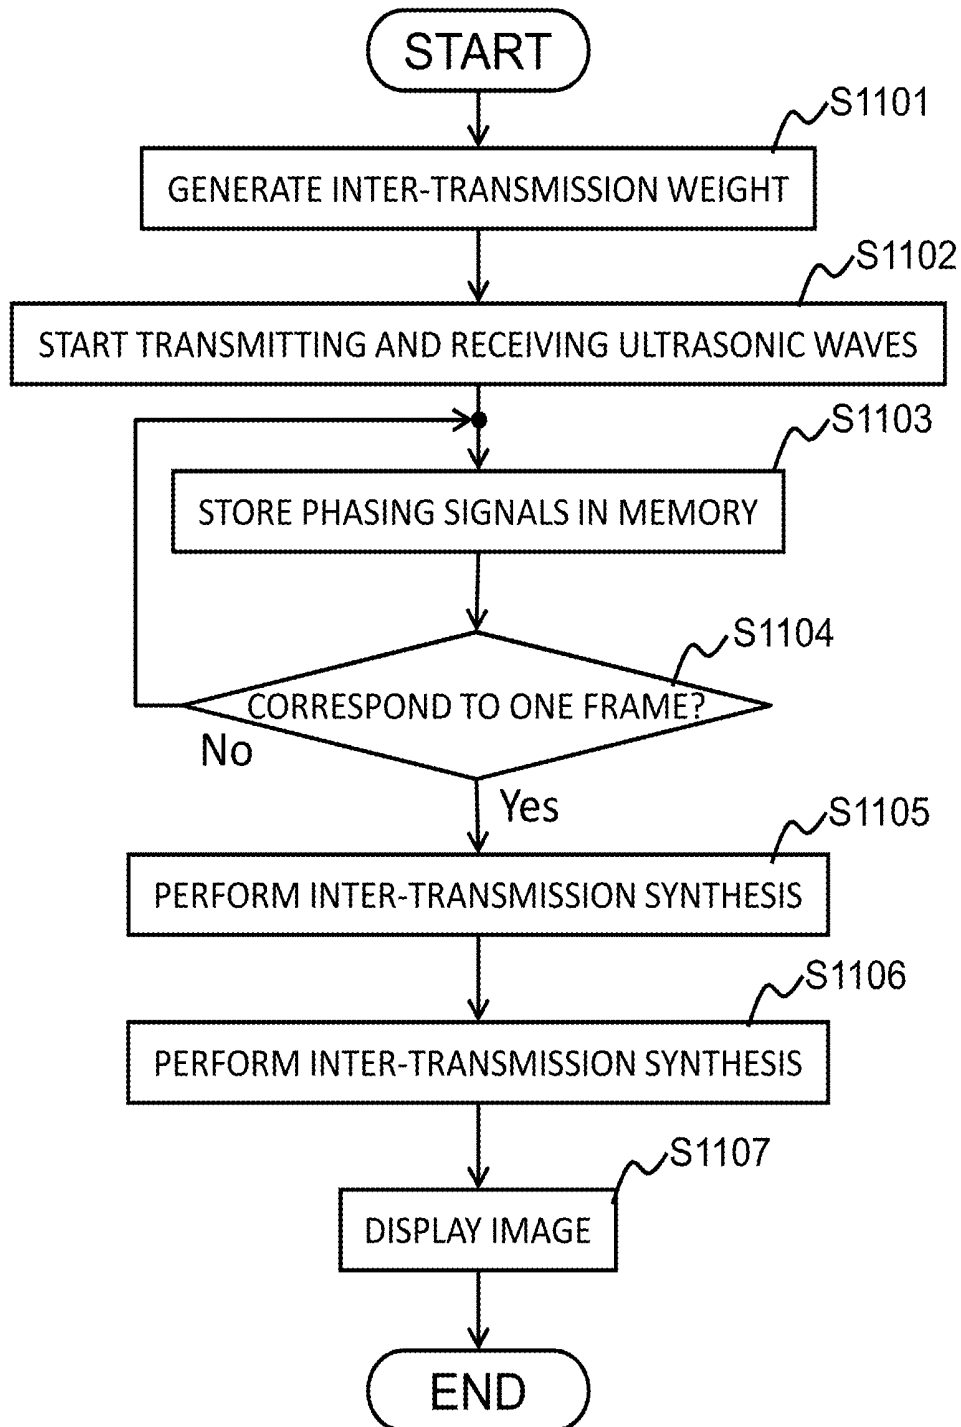 START
S1101
GENERATE INTER-TRANSMISSION WEIGHT
S1102
START TRANSMITTING AND RECEIVING ULTRASONIC WAVES
S1103
STORE PHASING SIGNALS IN MEMORY
S1104
CORRESPOND TO ONE FRAME?
No
Yes
S1105
PERFORM INTER-TRANSMISSION SYNTHESIS
S1106
PERFORM INTER-TRANSMISSION SYNTHESIS
S1107
DISPLAY IMAGE
END